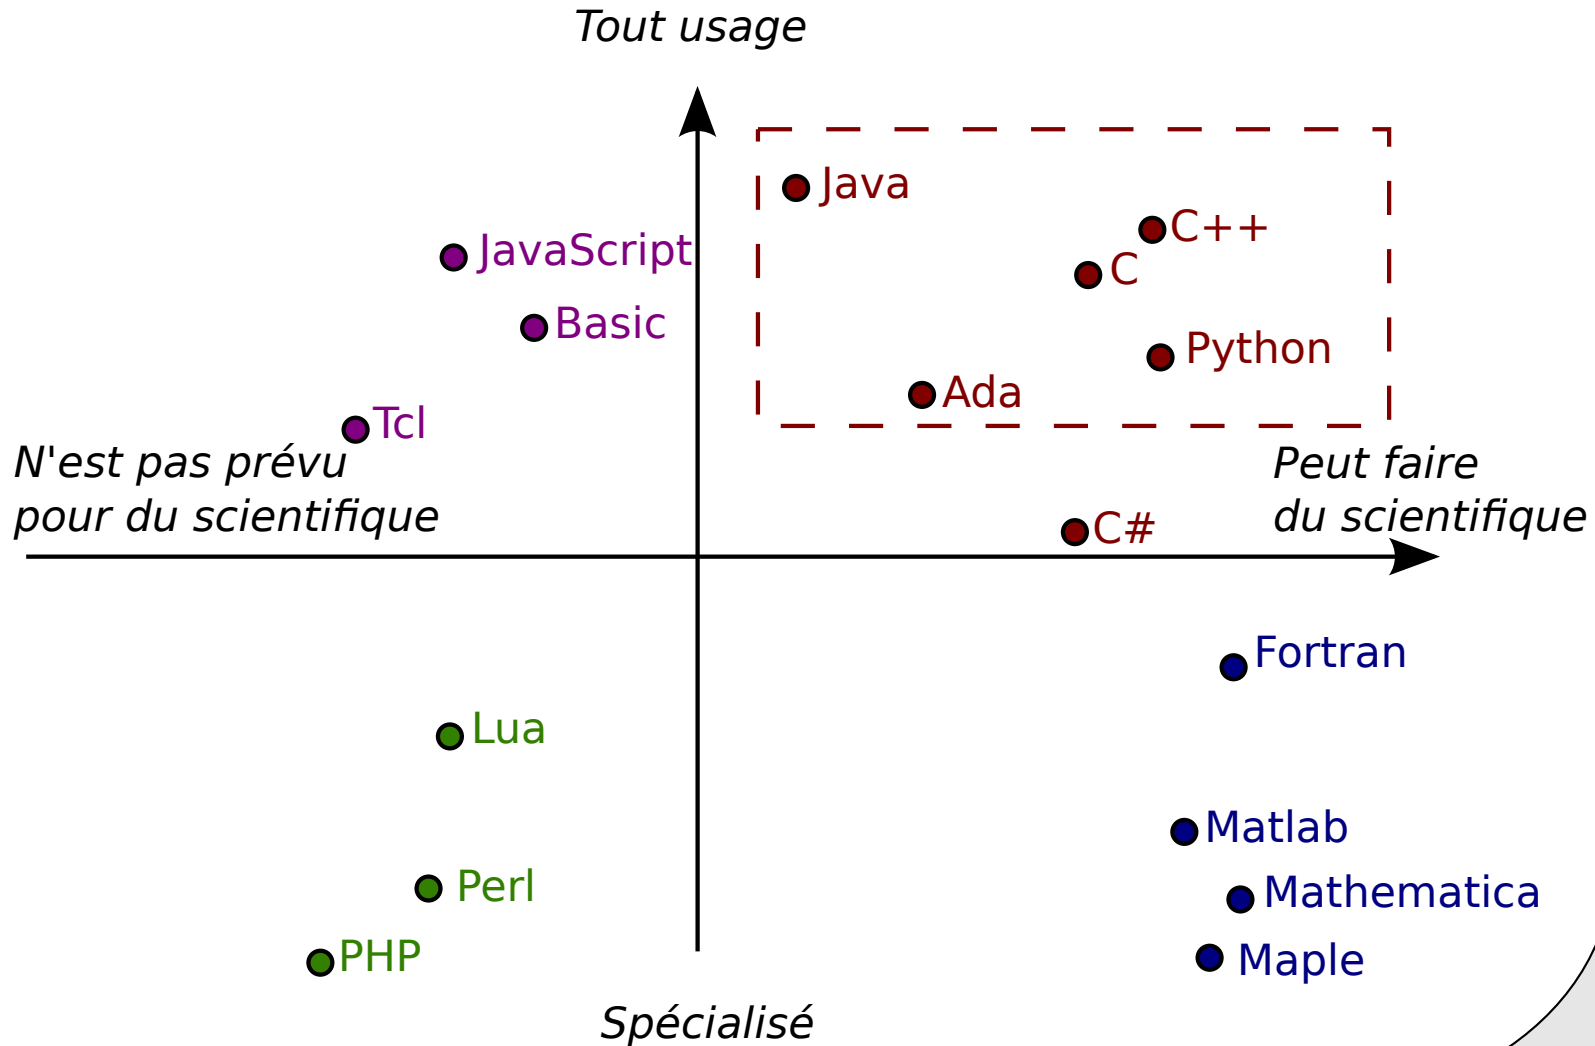 Tout usage
Java
C++
JavaScript
C
Basic
Python
Ada
Tcl
N'est pas prévu
pour du scientifique
Peut faire
du scientifique
C#
Fortran
Lua
Matlab
Perl
Mathematica
PHP
Maple
Spécialisé